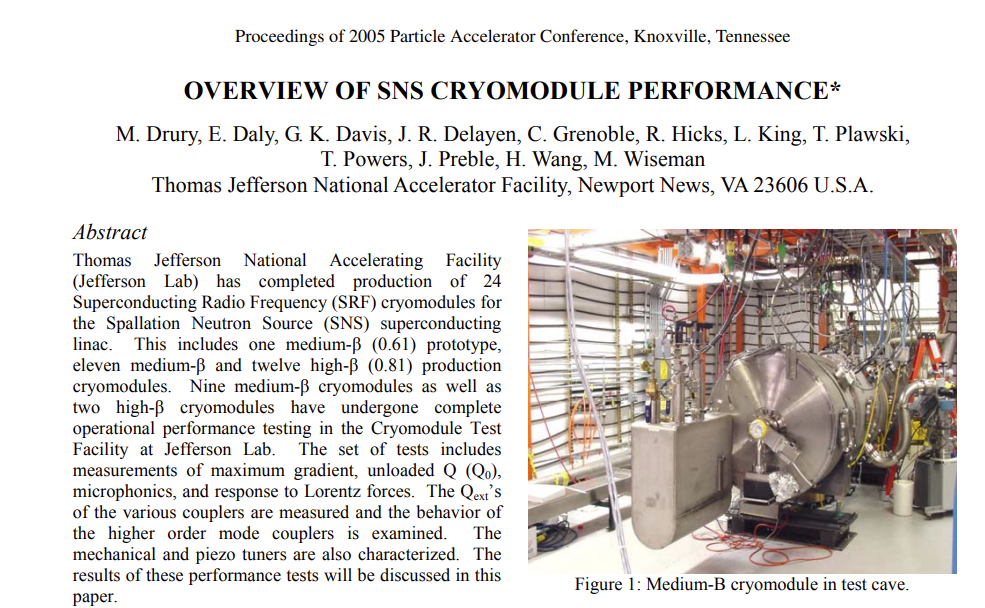 Proceedings of 2005 Particle Accelerator Conference, Knoxville, Tennessee
OVERVIEW OF SNS CRYOMODULE PERFORMANCE*
M. Drury, E. Daly, G. K. Davis, J. R. Delayen, C. Grenoble, R. Hicks, L. King, T. Plawski,
T. Powers, J. Preble, H. Wang, M. Wiseman
Thomas Jefferson National Accelerator Facility, Newport News, VA 23606 U.S.A.
Abstract
Thomas Jefferson National Accelerating Facility
(Jefferson Lab) has completed production of 24
Superconducting Radio Frequency (SRF) cryomodules for
the Spallation Neutron Source (SNS) superconducting
linac. This includes one medium-β (0.61) prototype,
eleven medium-β and twelve high-β (0.81) production
cryomodules. Nine medium-β cryomodules as well as
two high-β cryomodules have undergone complete
operational performance testing in the Cryomodule Test
Facility at Jefferson Lab. The set of tests includes
measurements of maximum gradient, unloaded Q (Q₀),
microphonics, and response to Lorentz forces. The Qext's
of the various couplers are measured and the behavior of
the higher order mode couplers is examined. The
mechanical and piezo tuners are also characterized. The
results of these performance tests will be discussed in this
paper.
Figure 1: Medium-B cryomodule in test cave.